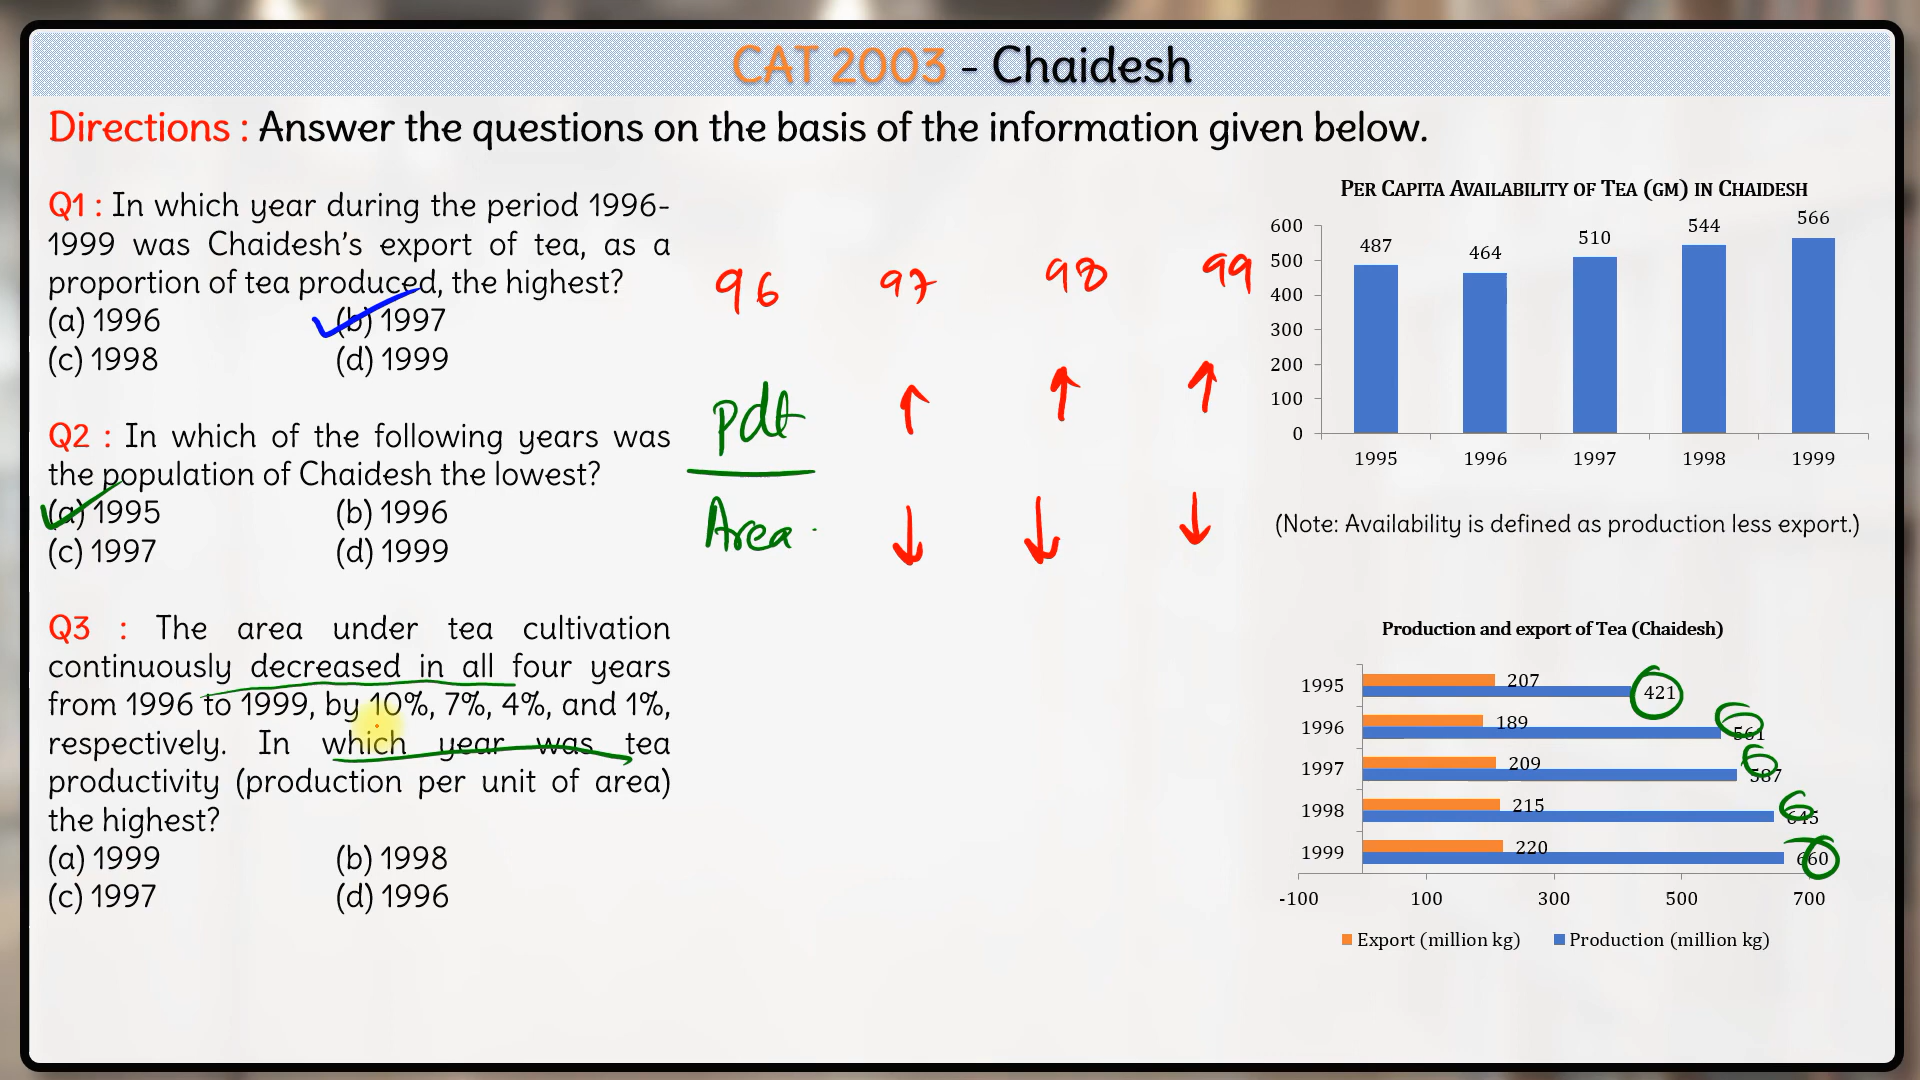 CAT 2003 - Chaidesh
Directions : Answer the questions on the basis of the information given below.
Q1 : In which year during the period 1996-
1999 was Chaidesh's export of tea, as a
proportion of tea produced, the highest?
(a) 1996 (b) 1997
(c) 1998 (d) 1999
Q2 : In which of the following years was
the population of Chaidesh the lowest?
(a) 1995 (b) 1996
(c) 1997 (d) 1999
Q3 : The area under tea cultivation
continuously decreased in all four years
from 1996 to 1999, by 10%, 7%, 4%, and 1%,
respectively. In which year was tea
productivity (production per unit of area)
the highest?
(a) 1999 (b) 1998
(c) 1997 (d) 1996
96 97 98 99
pdt
Area
PER CAPITA AVAILABILITY OF TEA (GM) IN CHAIDESH
600
500
400
300
200
100
0
487 464 510 544 566
1995 1996 1997 1998 1999
(Note: Availability is defined as production less export.)
Production and export of Tea (Chaidesh)
1995 207 421
1996 189 561
1997 209 587
1998 215 645
1999 220 660
-100 100 300 500 700
Export (million kg) Production (million kg)